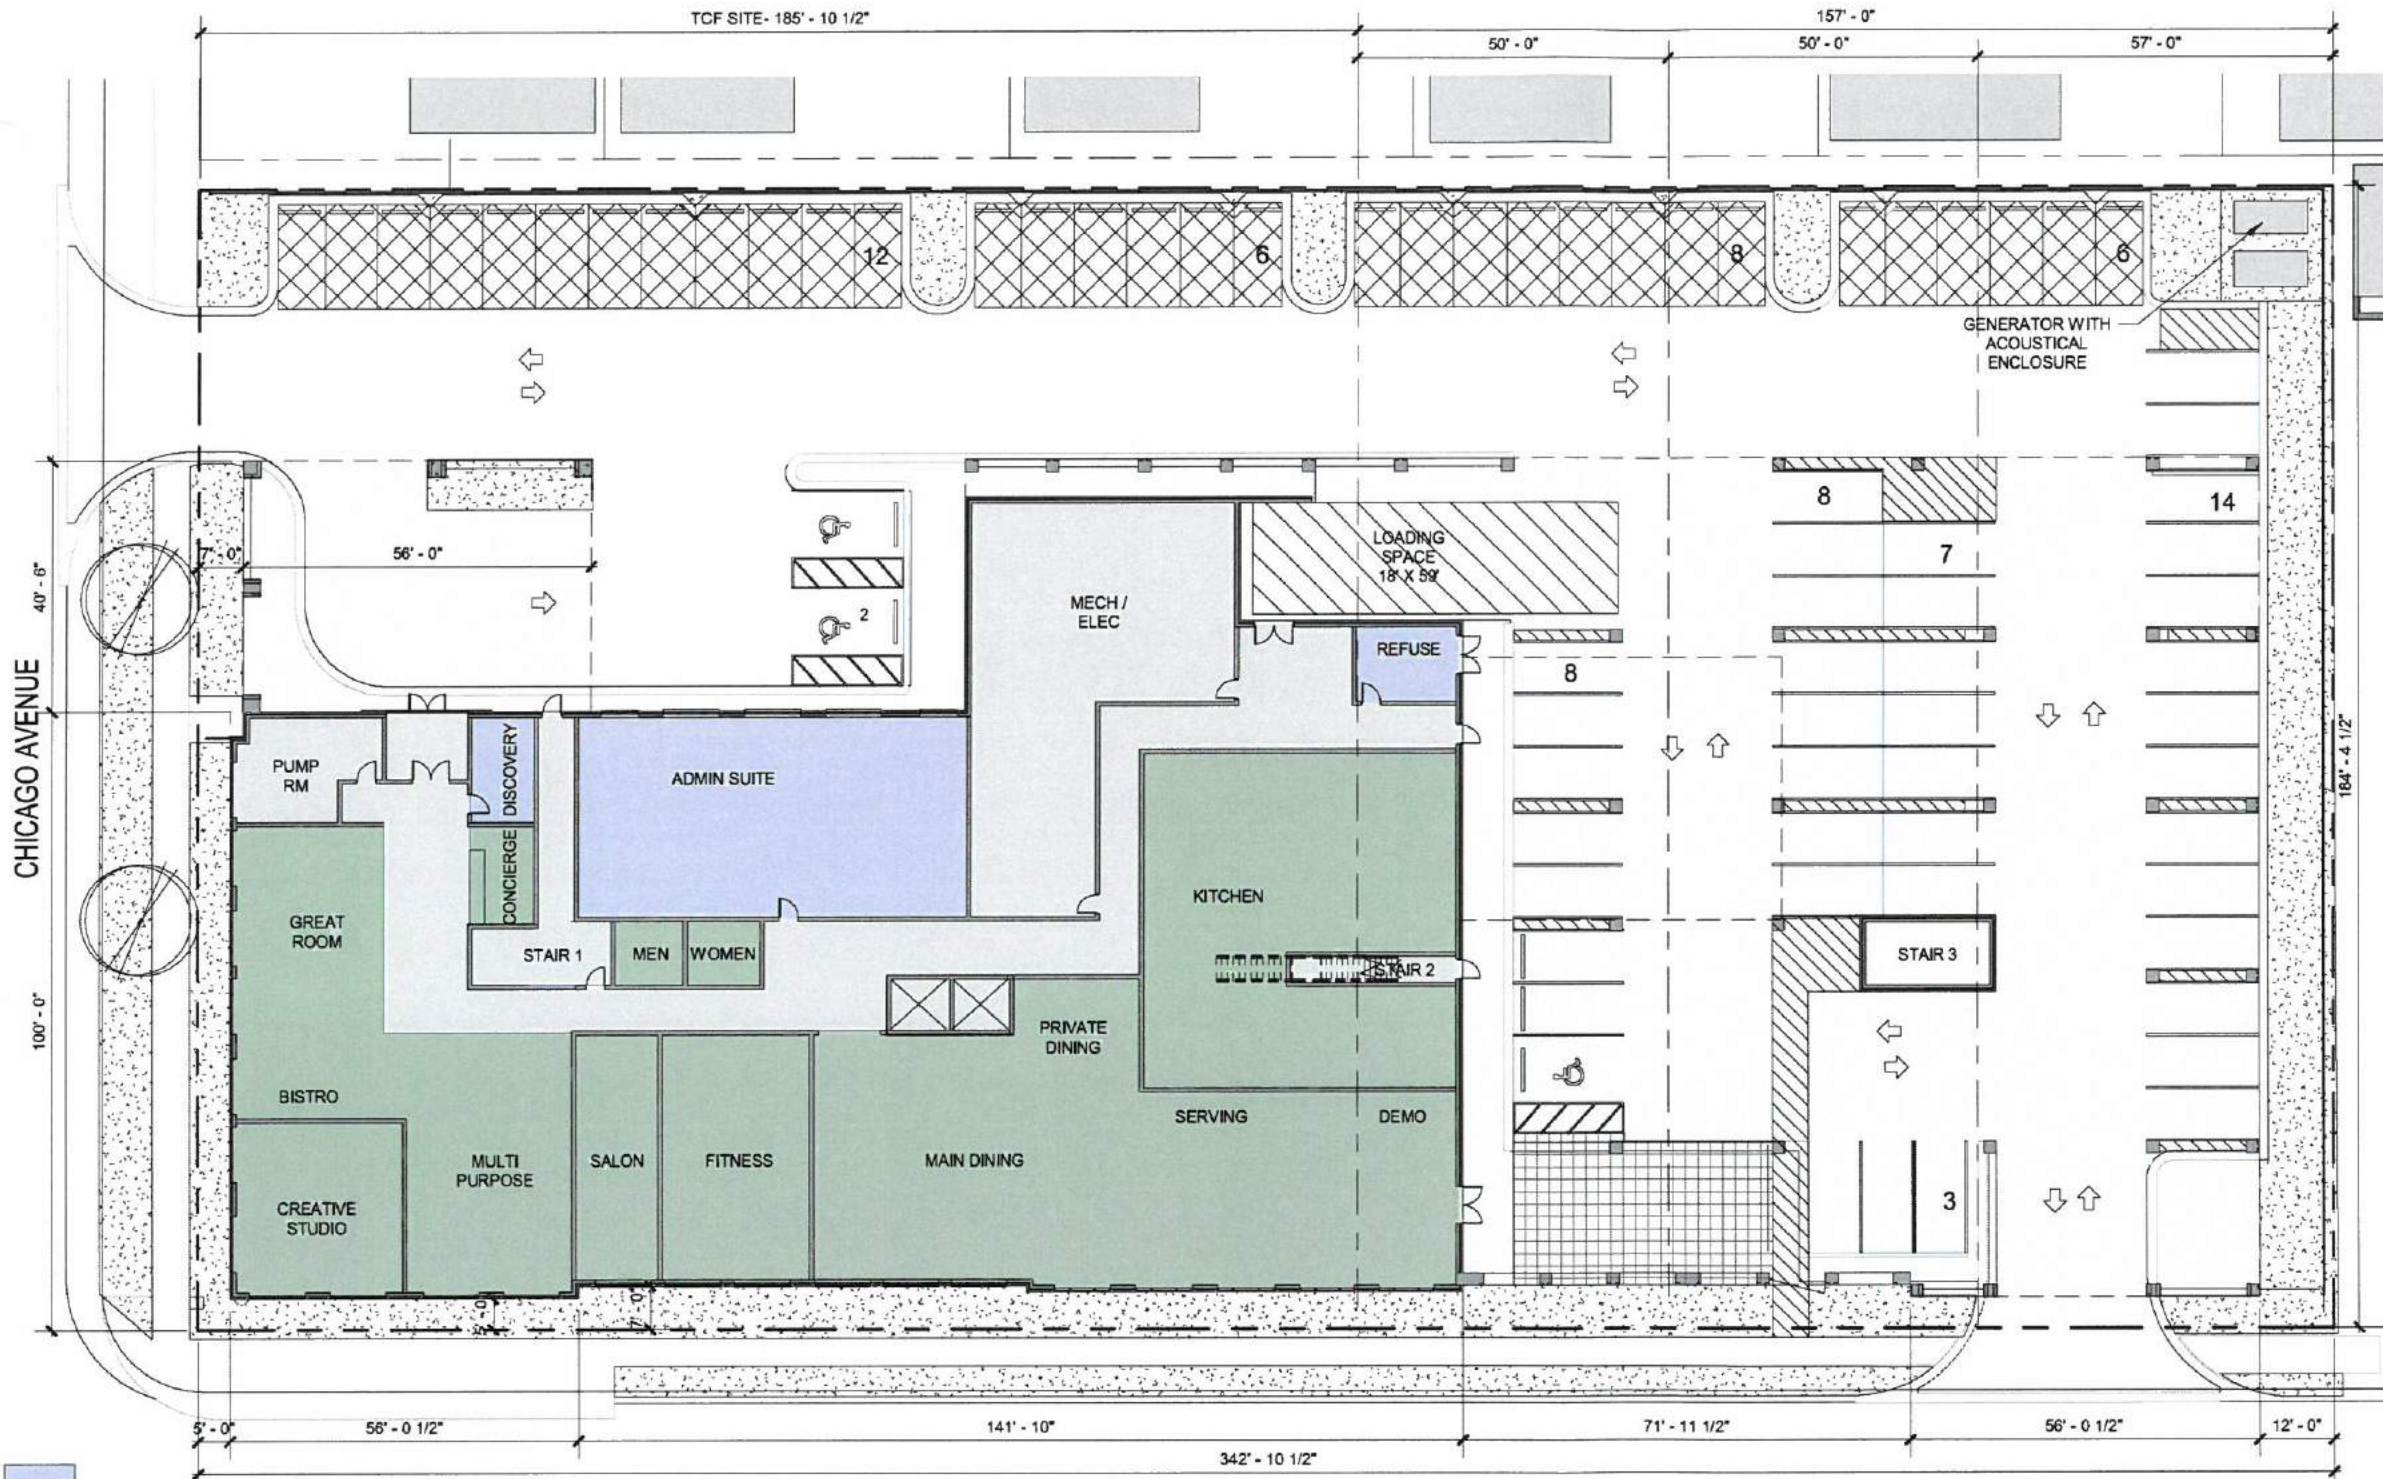 TCF SITE- 185' - 10 1/2"
157' - 0"
50' - 0"
50' - 0"
57' - 0"
12
6
8
6
GENERATOR WITH
ACOUSTICAL
ENCLOSURE
8
14
7
LOADING
SPACE
18' X 59'
7' - 0"
56' - 0"
40' - 6"
2
MECH /
ELEC
REFUSE
8
CHICAGO AVENUE
184' - 4 1/2"
PUMP
RM
DISCOVERY
ADMIN SUITE
CONCIERGE
KITCHEN
GREAT
ROOM
STAIR 1
MEN
WOMEN
STAIR 2
STAIR 3
100' - 0"
PRIVATE
DINING
BISTRO
SERVING
DEMO
MULTI
PURPOSE
SALON
FITNESS
MAIN DINING
CREATIVE
STUDIO
3
5' - 0"
56' - 0 1/2"
141' - 10"
71' - 11 1/2"
56' - 0 1/2"
12' - 0"
342' - 10 1/2"